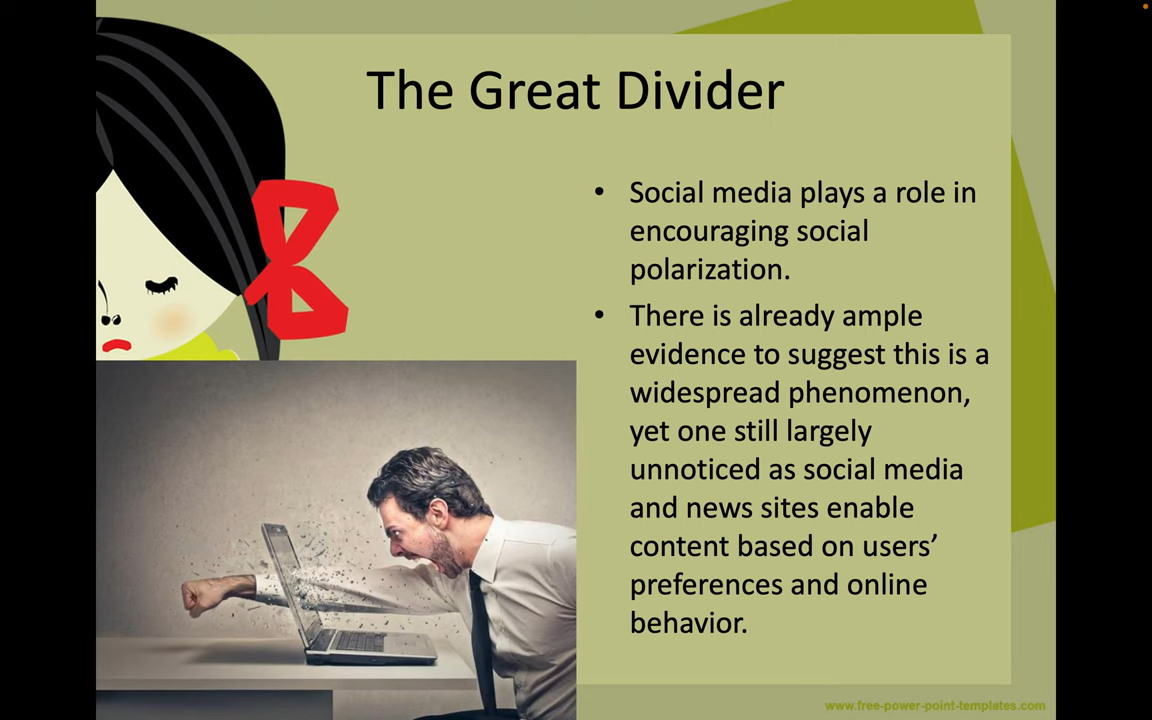 The Great Divider
• Social media plays a role in
encouraging social
polarization.
• There is already ample
evidence to suggest this is a
widespread phenomenon,
yet one still largely
unnoticed as social media
and news sites enable
content based on users’
preferences and online
behavior.
www.free-power-point-templates.com